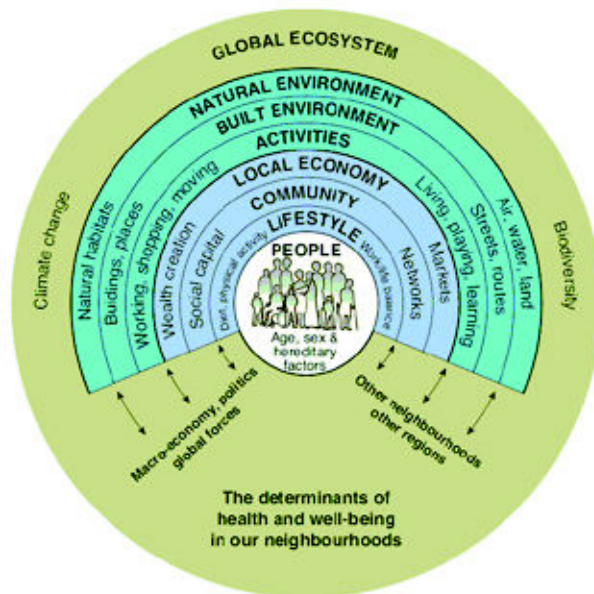 GLOBAL ECOSYSTEM
NATURAL ENVIRONMENT
BUILT ENVIRONMENT
ACTIVITIES
LOCAL ECONOMY
COMMUNITY
LIFESTYLE
PEOPLE
Age, sex &
hereditary
factors
Climate change
Natural habitats
Buidings, places
Working, shopping, moving
Wealth creation
Social capital
Diet, physical activity
Work/life balance
Networks
Markets
Living, playing, learning
Streets, routes
Air, water, land
Biodiversity
Macro-economy, politics
global forces
Other neighbourhoods
other regions
The determinants of
health and well-being
in our neighbourhoods